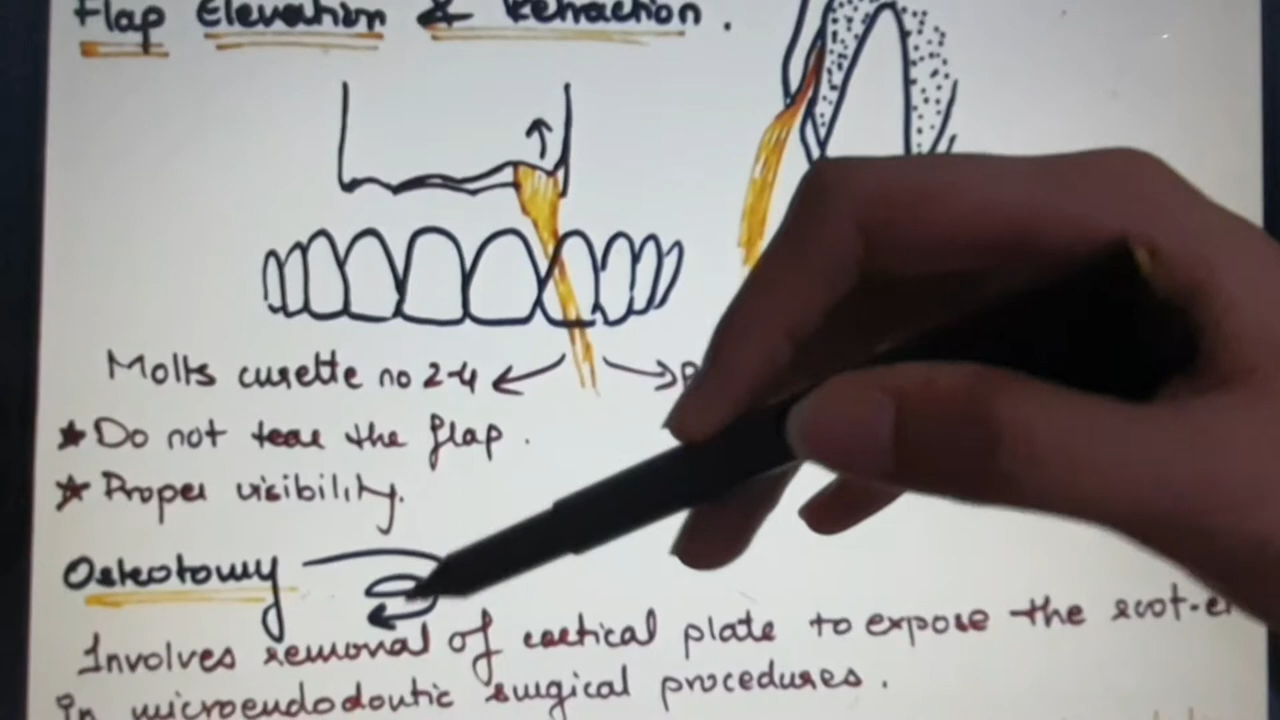 Flap Elevation & Retraction.
Molts curette no 2-4
★ Do not tear the flap.
★ Proper visibility.
Osteotomy
Involves removal of cortical plate to expose the
in microendodontic surgical procedures.